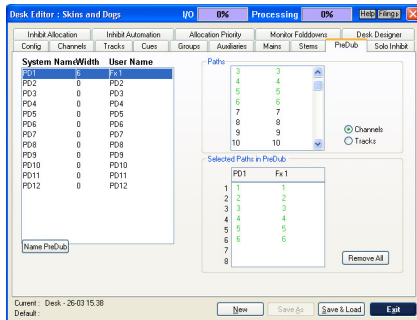 Desk Editor : Skins and Dogs I/O 0% Processing 0% Help Filing
Inhibit Allocation Inhibit Automation Allocation Priority Monitor Folddowns Desk Designer
Config Channels Tracks Cues Groups Auxiliaries Mains Stems PreDub Solo Inhibit
System Name Width User Name
PD1 6 Fx 1
PD2 0 PD2
PD3 0 PD3
PD4 0 PD4
PD5 0 PD5
PD6 0 PD6
PD7 0 PD7
PD8 0 PD8
PD9 0 PD9
PD10 0 PD10
PD11 0 PD11
PD12 0 PD12
Name PreDub
Paths
3 3
4 4
5 5
6 6
7 7
8 8
9 9
10 10
Channels
Tracks
Selected Paths in PreDub
PD1 Fx 1
1 1 1
2 2 2
3 3 3
4 4 4
5 5 5
6 6 6
7
8
Remove All
Current : Desk - 26-03 15.38
Default :
New Save As Save & Load Exit